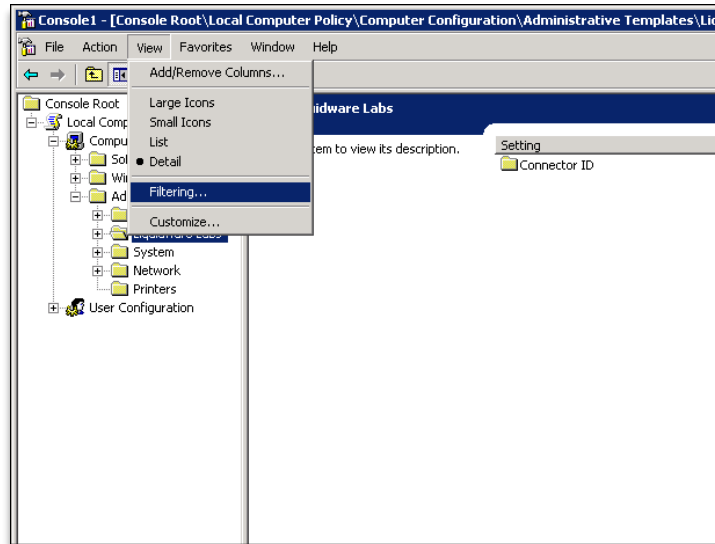 Console1 - [Console Root\Local Computer Policy\Computer Configuration\Administrative Templates\Li
File Action View Favorites Window Help
Add/Remove Columns...
Large Icons
Small Icons
List
Detail
Filtering...
Customize...
Console Root
Local Comp
Compu
Sol
Wi
Ad
System
Network
Printers
User Configuration
idware Labs
tem to view its description.
Setting
Connector ID